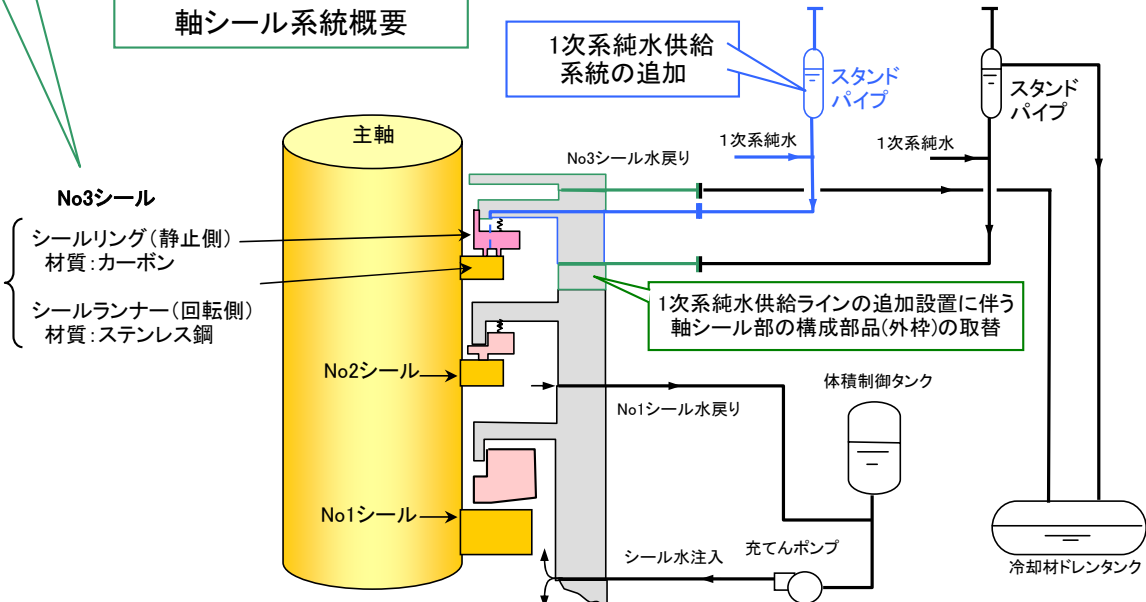 軸シール系統概要
1次系純水供給
系統の追加
スタンド
パイプ
スタンド
パイプ
主軸
No3シール水戻り
1次系純水
1次系純水
No3シール
シールリング(静止側)
材質:カーボン
シールランナー(回転側)
材質:ステンレス鋼
1次系純水供給ラインの追加設置に伴う
軸シール部の構成部品(外枠)の取替
No2シール
体積制御タンク
No1シール水戻り
No1シール
シール水注入
充てんポンプ
冷却材ドレンタンク